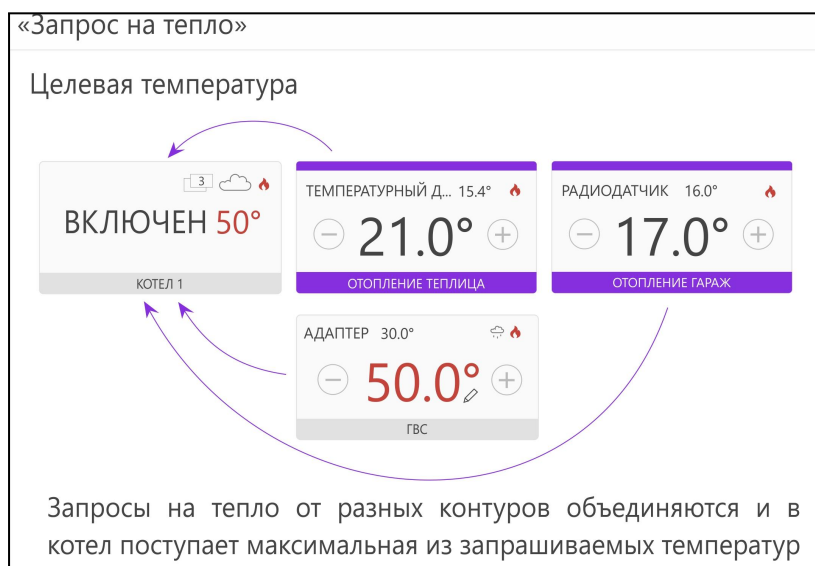 «Запрос на тепло»
Целевая температура
3
ВКЛЮЧЕН 50°
КОТЕЛ 1
ТЕМПЕРАТУРНЫЙ Д... 15.4°
21.0°
ОТОПЛЕНИЕ ТЕПЛИЦА
РАДИОДАТЧИК 16.0°
17.0°
ОТОПЛЕНИЕ ГАРАЖ
АДАПТЕР 30.0°
50.0°
ГВС
Запросы на тепло от разных контуров объединяются и в
котел поступает максимальная из запрашиваемых температур